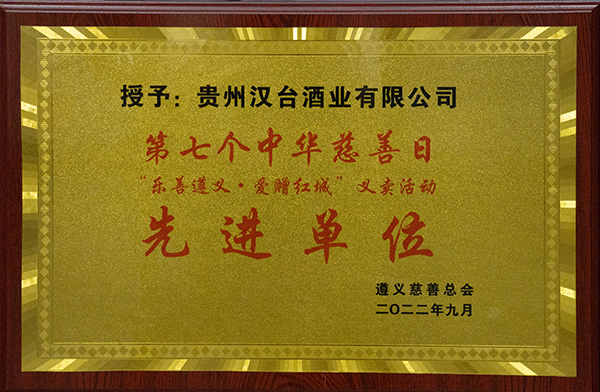 授予：贵州汉台酒业有限公司
第七个中华慈善日
“乐善遵义·爱赠红城”义卖活动
先进单位
遵义慈善总会
二〇二二年九月